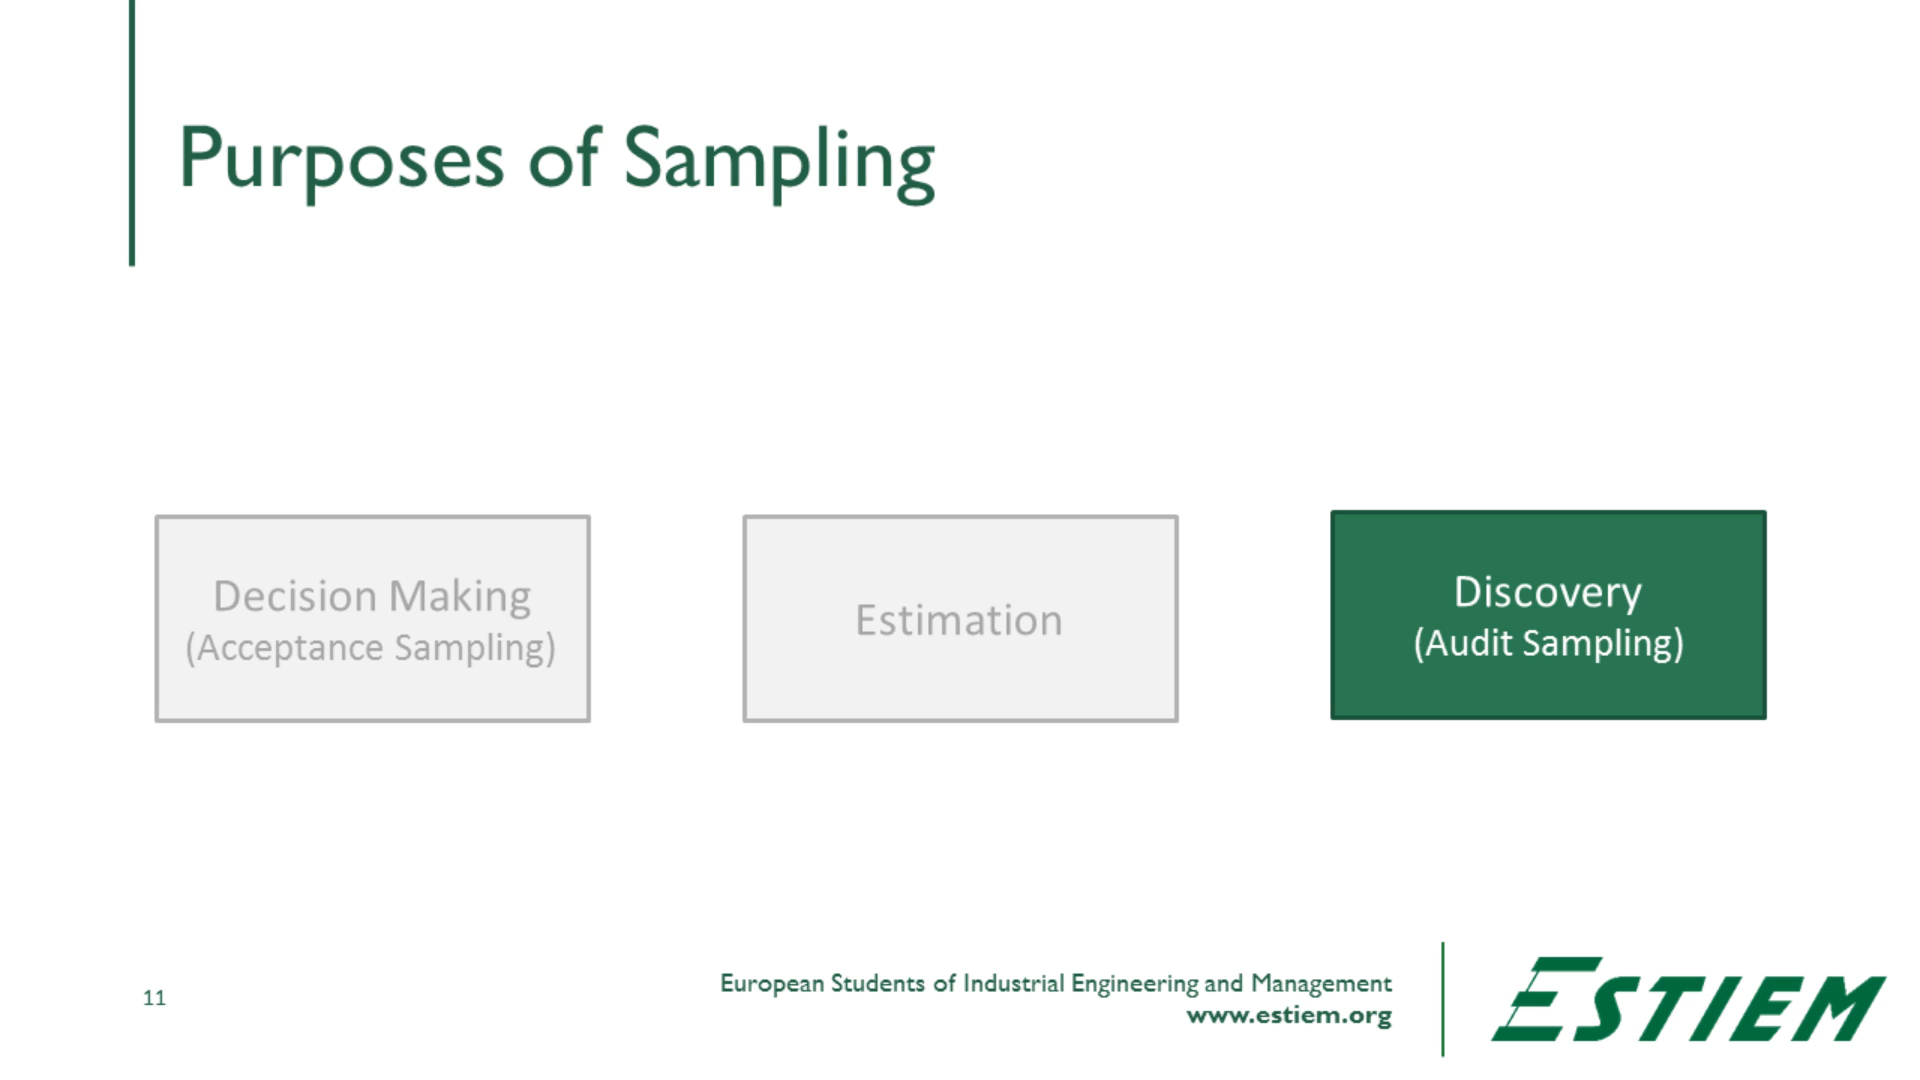 Purposes of Sampling
Decision Making
(Acceptance Sampling)
Estimation
Discovery
(Audit Sampling)
11
European Students of Industrial Engineering and Management
www.estiem.org
ESTIEM